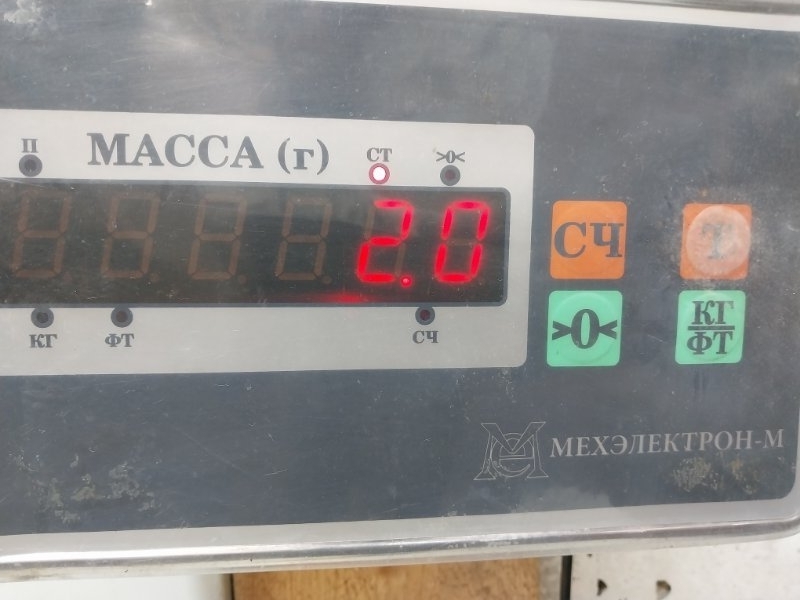 П МАССА (г) СТ >0<
2.0
КГ ФТ СЧ
СЧ Т
>0< КГ/ФТ
МЕХЭЛЕКТРОН-М